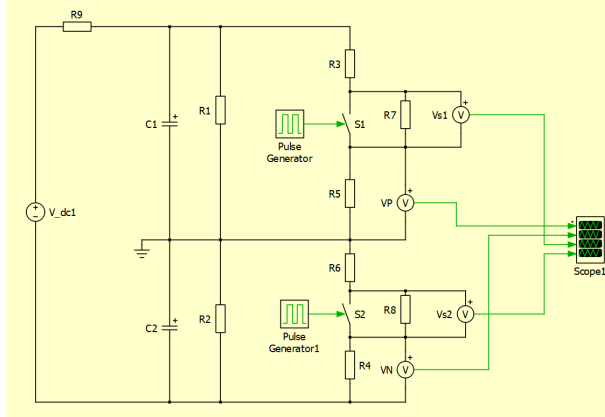 R9
R3
C1
R1
R7
Vs1
V
S1
Pulse
Generator
R5
VP
V
V_dc1
R6
Scope1
C2
R2
S2
R8
Vs2
V
Pulse
Generator1
R4
VN
V